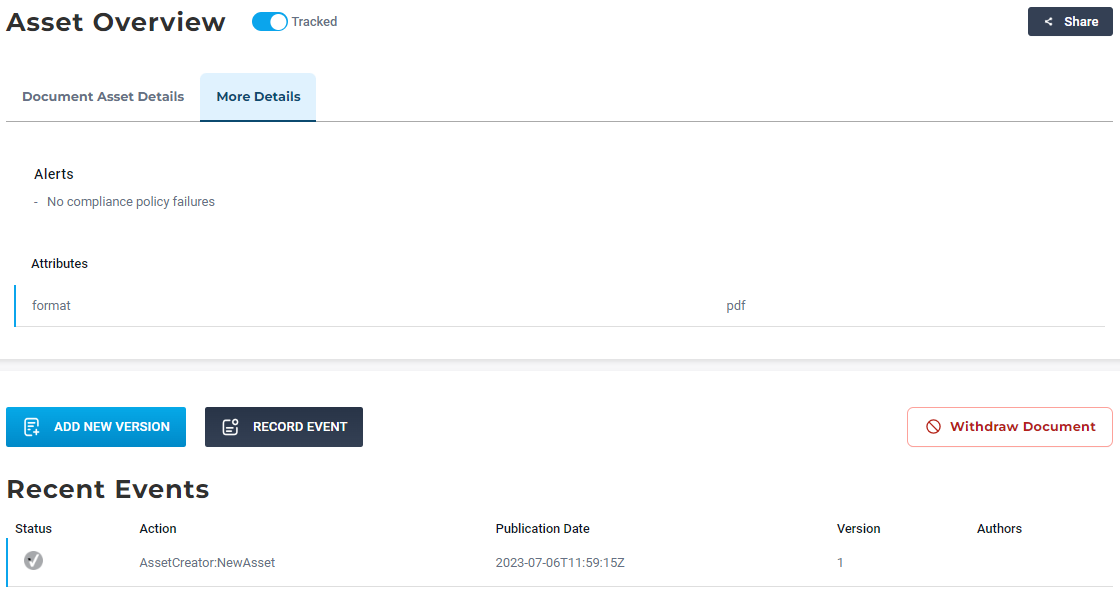 Asset Overview Tracked Share
Document Asset Details More Details
Alerts
- No compliance policy failures
Attributes
format pdf
ADD NEW VERSION RECORD EVENT Withdraw Document
Recent Events
Status Action Publication Date Version Authors
AssetCreator:NewAsset 2023-07-06T11:59:15Z 1